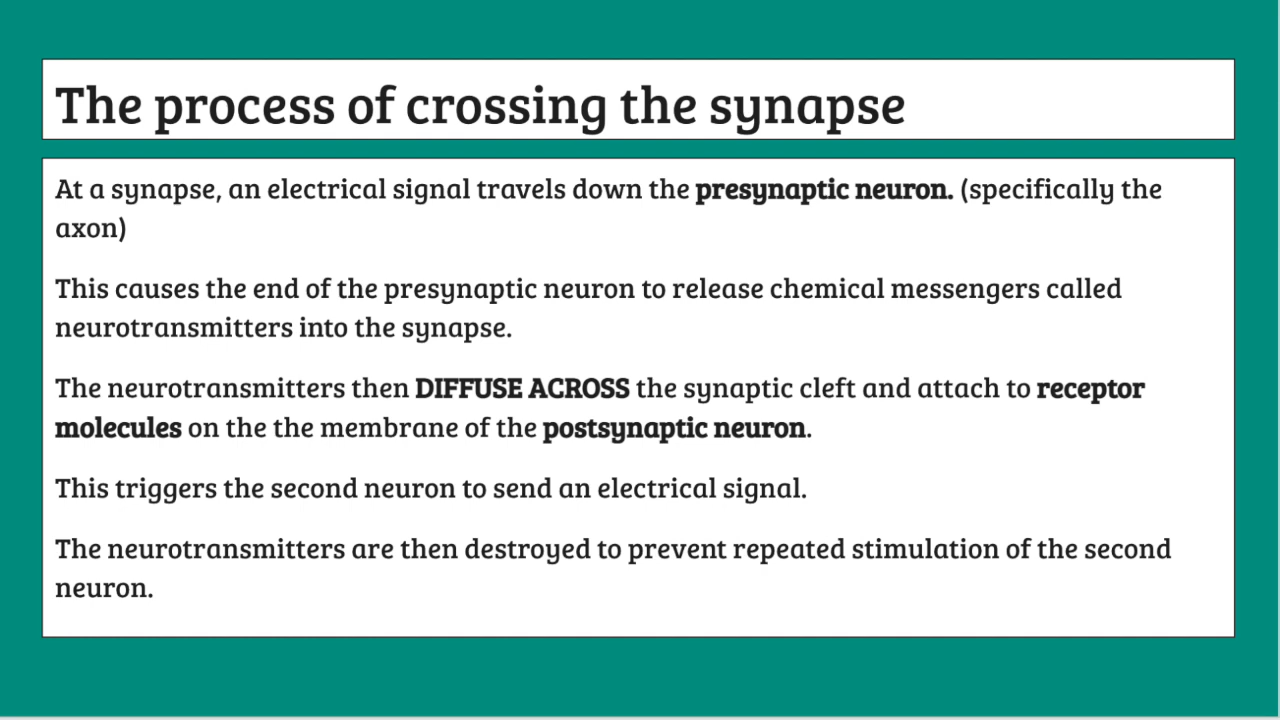 The process of crossing the synapse
At a synapse, an electrical signal travels down the presynaptic neuron. (specifically the
axon)
This causes the end of the presynaptic neuron to release chemical messengers called
neurotransmitters into the synapse.
The neurotransmitters then DIFFUSE ACROSS the synaptic cleft and attach to receptor
molecules on the the membrane of the postsynaptic neuron.
This triggers the second neuron to send an electrical signal.
The neurotransmitters are then destroyed to prevent repeated stimulation of the second
neuron.